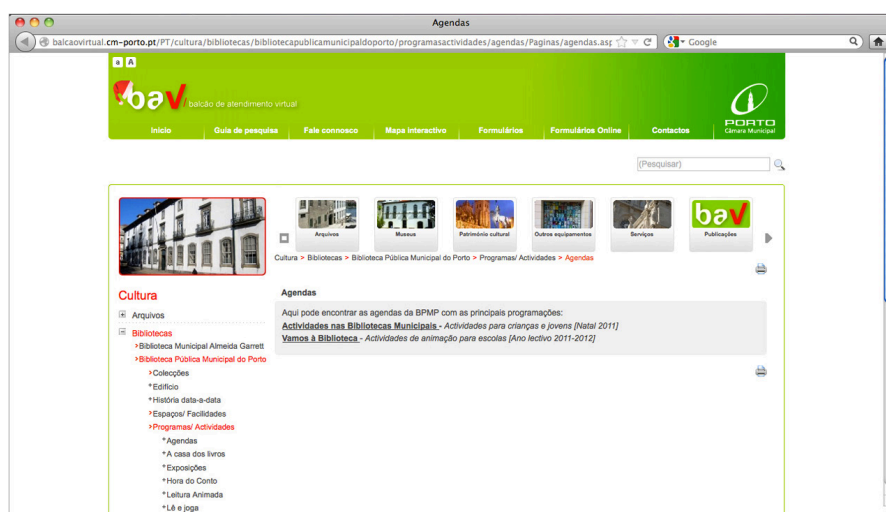 Agendas
balcaovirtual.cm-porto.pt/PT/cultura/bibliotecas/bibliotecapublicamunicipaldoporto/programasactividades/agendas/Paginas/agendas.asp
Google
a A
bav/ balcão de atendimento virtual
PORTO
Câmara Municipal
Início Guia de pesquisa Fale connosco Mapa interactivo Formulários Formulários Online Contactos
(Pesquisar)
Arquivos Museus Património cultural Outros equipamentos Serviços Publicações
bav
Cultura > Bibliotecas > Biblioteca Pública Municipal do Porto > Programas/ Actividades > Agendas
Cultura
Arquivos
Bibliotecas
Biblioteca Municipal Almeida Garrett
Biblioteca Pública Municipal do Porto
Colecções
Edifício
História data-a-data
Espaços/ Facilidades
Programas/ Actividades
Agendas
A casa dos livros
Exposições
Hora do Conto
Leitura Animada
Lê e joga
Agendas
Aqui pode encontrar as agendas da BPMP com as principais programações:
Actividades nas Bibliotecas Municipais - Actividades para crianças e jovens [Natal 2011]
Vamos à Biblioteca - Actividades de animação para escolas [Ano lectivo 2011-2012]